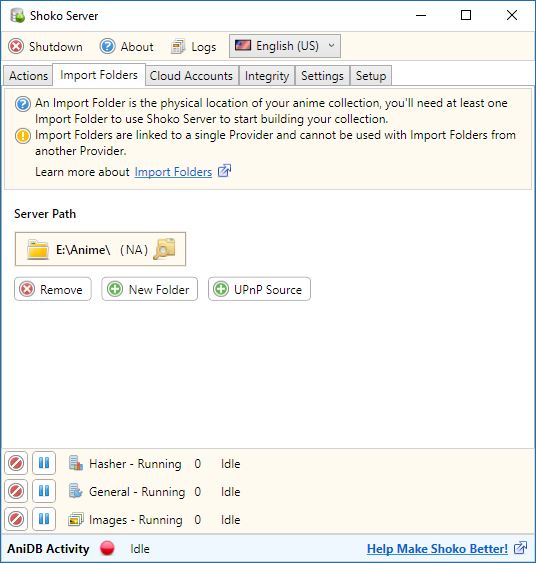 Shoko Server
Shutdown About Logs English (US)
Actions Import Folders Cloud Accounts Integrity Settings Setup
An Import Folder is the physical location of your anime collection, you'll need at least one
Import Folder to use Shoko Server to start building your collection.
Import Folders are linked to a single Provider and cannot be used with Import Folders from
another Provider.
Learn more about Import Folders
Server Path
E:\Anime\ (NA)
Remove New Folder UPnP Source
Hasher - Running 0 Idle
General - Running 0 Idle
Images - Running 0 Idle
AniDB Activity Idle Help Make Shoko Better!